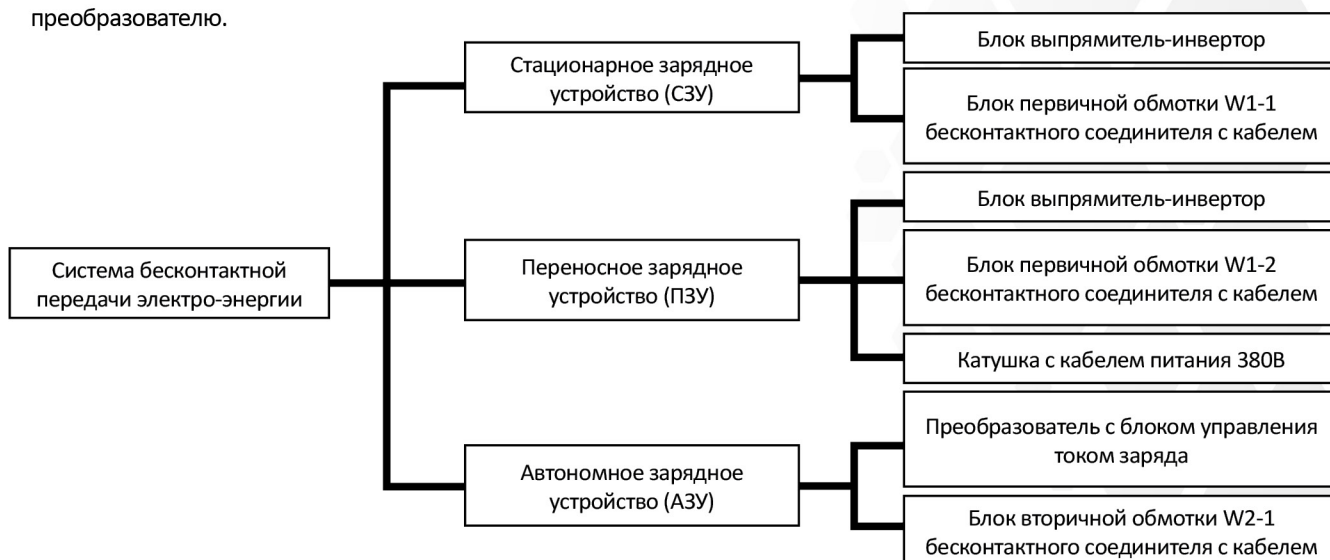 преобразователю.
Система бесконтактной
передачи электро-энергии
Стационарное зарядное
устройство (СЗУ)
Блок выпрямитель-инвертор
Блок первичной обмотки W1-1
бесконтактного соединителя с кабелем
Переносное зарядное
устройство (ПЗУ)
Блок выпрямитель-инвертор
Блок первичной обмотки W1-2
бесконтактного соединителя с кабелем
Катушка с кабелем питания 380В
Автономное зарядное
устройство (АЗУ)
Преобразователь с блоком управления
током заряда
Блок вторичной обмотки W2-1
бесконтактного соединителя с кабелем